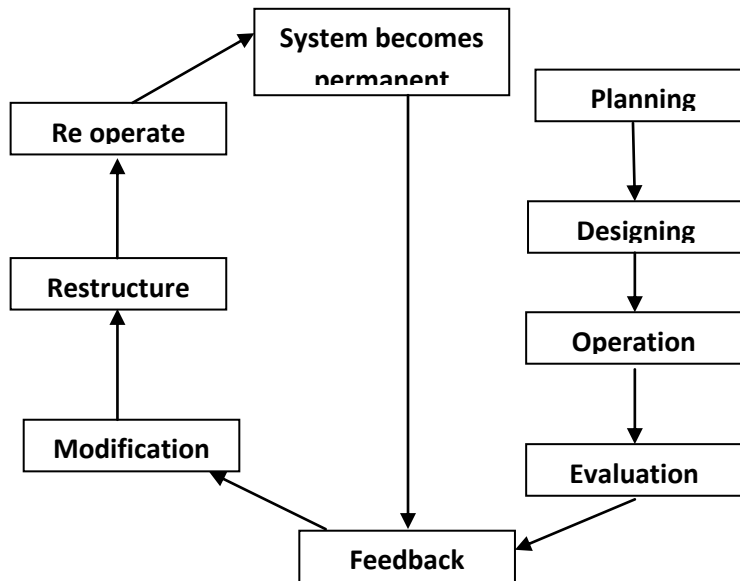 System becomes
permanent
Planning
Re operate
Designing
Restructure
Operation
Modification
Evaluation
Feedback